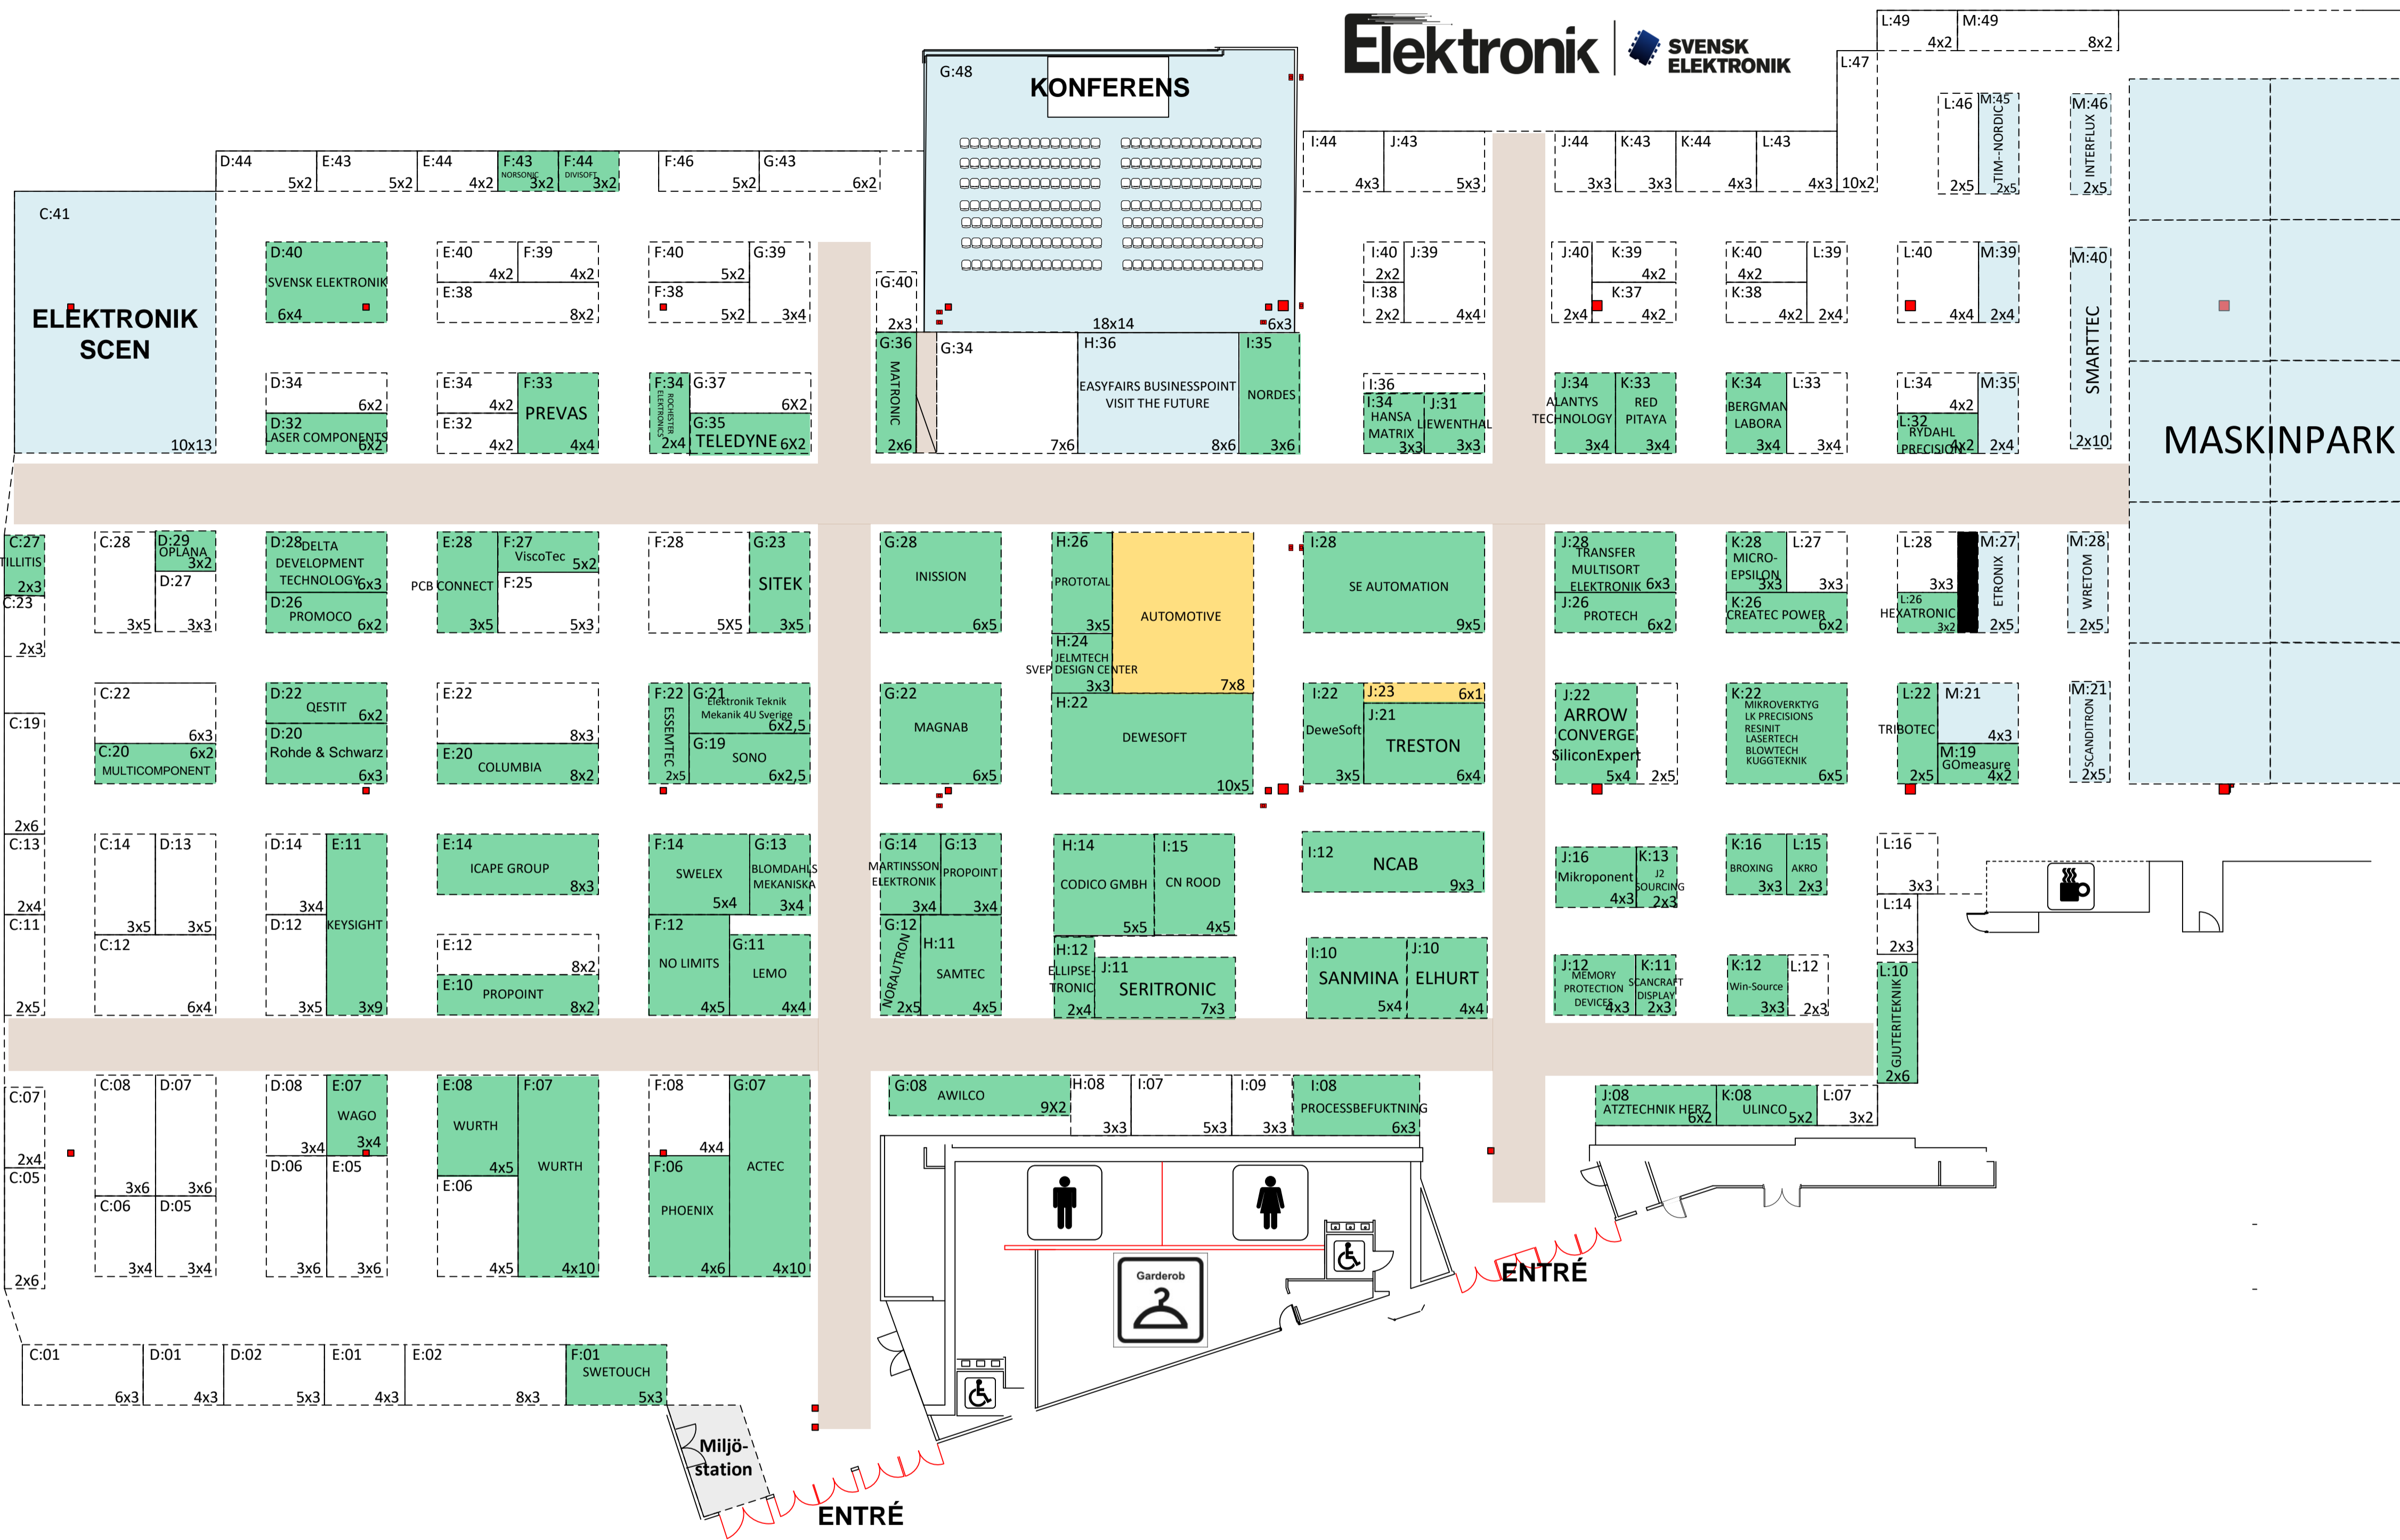 Elektronik
SVENSK
ELEKTRONIK
L:49
4x2
M:49
8x2
L:47
10x2
G:48
KONFERENS
18x14
6x3
L:46
2x5
M:45
TIM--NORDIC
2x5
M:46
INTERFLUX
2x5
D:44
5x2
E:43
5x2
E:44
4x2
F:43
NORSONIC
3x2
F:44
DIVISOFT
3x2
F:46
5x2
G:43
6x2
I:44
4x3
J:43
5x3
J:44
3x3
K:43
3x3
K:44
4x3
L:43
4x3
C:41
ELEKTRONIK
SCEN
10x13
D:40
SVENSK ELEKTRONIK
6x4
E:40
4x2
F:39
4x2
E:38
8x2
F:40
5x2
G:39
3x4
F:38
5x2
G:40
2x3
I:40
2x2
J:39
4x4
I:38
2x2
J:40
2x4
K:39
4x2
K:37
4x2
K:40
4x2
L:39
2x4
K:38
4x2
L:40
4x4
M:39
2x4
M:40
SMARTTEC
2x10
MASKINPARK
D:34
6x2
D:32
LASER COMPONENTS
6x2
E:34
4x2
E:32
4x2
F:33
PREVAS
4x4
F:34
ROCHESTER
ELEKTRONICS
2x4
G:37
6X2
G:35
TELEDYNE
6X2
G:36
MATRONIC
2x6
G:34
7x6
H:36
EASYFAIRS BUSINESSPOINT
VISIT THE FUTURE
8x6
I:35
NORDES
3x6
I:36
I:34
HANSA
MATRIX
3x3
J:31
LIEWENTHAL
3x3
J:34
ALANTYS
TECHNOLOGY
3x4
K:33
RED
PITAYA
3x4
K:34
BERGMAN
LABORA
3x4
L:33
3x4
L:34
4x2
L:32
RYDAHL
PRECISION
4x2
M:35
2x4
C:27
TILLITIS
2x3
C:23
2x3
C:28
3x5
D:29
OPLANA
3x2
D:27
3x3
D:28
DELTA
DEVELOPMENT
TECHNOLOGY
6x3
D:26
PROMOCO
6x2
E:28
PCB CONNECT
3x5
F:27
ViscoTec
5x2
F:25
5x3
F:28
5X5
G:23
SITEK
3x5
G:28
INISSION
6x5
H:26
PROTOTAL
3x5
AUTOMOTIVE
7x8
H:24
JELMTECH
SVEP DESIGN CENTER
3x3
I:28
SE AUTOMATION
9x5
J:28
TRANSFER
MULTISORT
ELEKTRONIK
6x3
J:26
PROTECH
6x2
K:28
MICRO-
EPSILON
3x3
L:27
3x3
K:26
CREATEC POWER
6x2
L:28
3x3
L:26
HEXATRONIC
3x2
M:27
ETRONIX
2x5
M:28
WRETOM
2x5
C:19
2x6
C:22
6x3
C:20
6x2
MULTICOMPONENT
D:22
QESTIT
6x2
D:20
Rohde & Schwarz
6x3
E:22
8x3
E:20
COLUMBIA
8x2
F:22
ESSEMTEC
2x5
G:21
Elektronik Teknik
Mekanik 4U Sverige
6x2,5
G:19
SONO
6x2,5
G:22
MAGNAB
6x5
H:22
DEWESOFT
10x5
I:22
DeweSoft
3x5
J:23
6x1
J:21
TRESTON
6x4
J:22
ARROW
CONVERGE
SiliconExpert
5x4
2x5
K:22
MIKROVERKTYG
LK PRECISIONS
RESINIT
LASERTECH
BLOWTECH
KUGGTEKNIK
6x5
L:22
TRIBOTEC
2x5
M:21
4x3
M:19
GOmeasure
4x2
M:21
SCANDITRON
2x5
C:13
2x4
C:11
2x5
C:14
3x5
D:13
3x5
C:12
6x4
D:14
3x4
D:12
3x5
E:11
KEYSIGHT
3x9
E:14
ICAPE GROUP
8x3
E:12
8x2
E:10
PROPOINT
8x2
F:14
SWELEX
5x4
G:13
BLOMDAHLS
MEKANISKA
3x4
F:12
NO LIMITS
4x5
G:11
LEMO
4x4
G:14
MARTINSSON
ELEKTRONIK
3x4
G:13
PROPOINT
3x4
G:12
NORAUTRON
2x5
H:11
SAMTEC
4x5
H:14
CODICO GMBH
5x5
I:15
CN ROOD
4x5
H:12
ELLIPSE-
TRONIC
2x4
J:11
SERITRONIC
7x3
I:12
NCAB
9x3
I:10
SANMINA
5x4
J:10
ELHURT
4x4
J:16
Mikroponent
4x3
K:13
J2
SOURCING
2x3
K:16
BROXING
3x3
L:15
AKRO
2x3
L:16
3x3
L:14
2x3
J:12
MEMORY
PROTECTION
DEVICES
4x3
K:11
SCANCRAFT
DISPLAY
2x3
K:12
Win-Source
3x3
L:12
2x3
L:10
GJUTERITEKNIK
2x6
C:07
2x4
C:05
2x6
C:08
3x6
D:07
3x6
C:06
3x4
D:05
3x4
D:08
3x4
E:07
WAGO
3x4
D:06
3x6
E:05
3x6
E:08
WURTH
4x5
E:06
4x5
F:07
WURTH
4x10
F:08
4x4
F:06
PHOENIX
4x6
G:07
ACTEC
4x10
G:08
AWILCO
9X2
H:08
3x3
I:07
5x3
I:09
3x3
I:08
PROCESSBEFUKTNING
6x3
J:08
ATZTECHNIK HERZ
6x2
K:08
ULINCO
5x2
L:07
3x2
Garderob
ENTRÉ
C:01
6x3
D:01
4x3
D:02
5x3
E:01
4x3
E:02
8x3
F:01
SWETOUCH
5x3
Miljö-
station
ENTRÉ